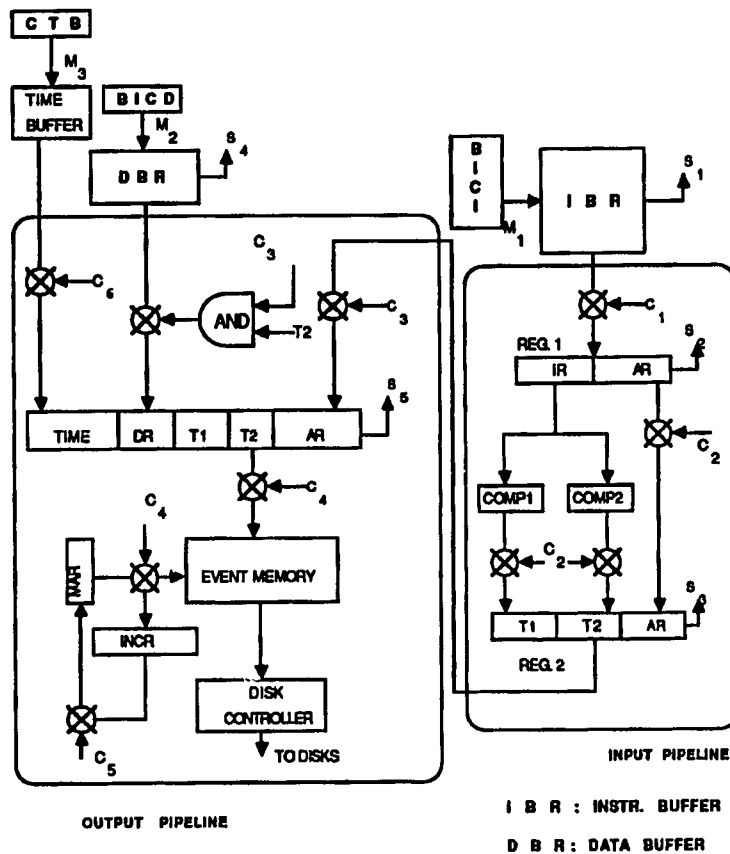 C T B
M3
TIME BUFFER
B I C D
M2
D B R
S4
B I C I
M1
I B R
S1
C6
C3
AND
T2
C3
C1
REG. 1
S2
IR AR
C2
S5
TIME DR T1 T2 AR
C4
COMP1 COMP2
C4
C2
MAR
EVENT MEMORY
S3
INCR
T1 T2 AR
REG. 2
DISK CONTROLLER
C5
TO DISKS
INPUT PIPELINE
OUTPUT PIPELINE
I B R : INSTR. BUFFER
D B R : DATA BUFFER